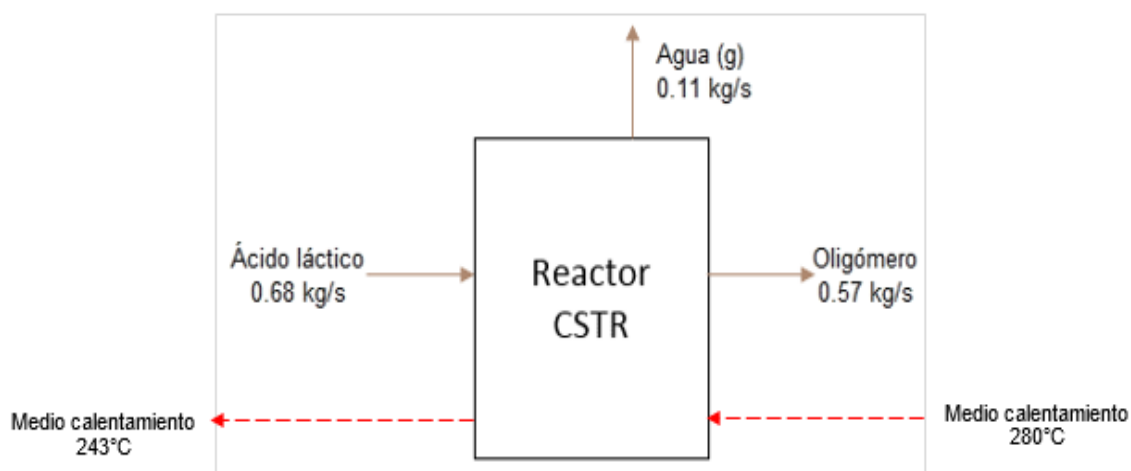 Agua (g)
0.11 kg/s
Ácido láctico
0.68 kg/s
Reactor
CSTR
Oligómero
0.57 kg/s
Medio calentamiento
243°C
Medio calentamiento
280°C